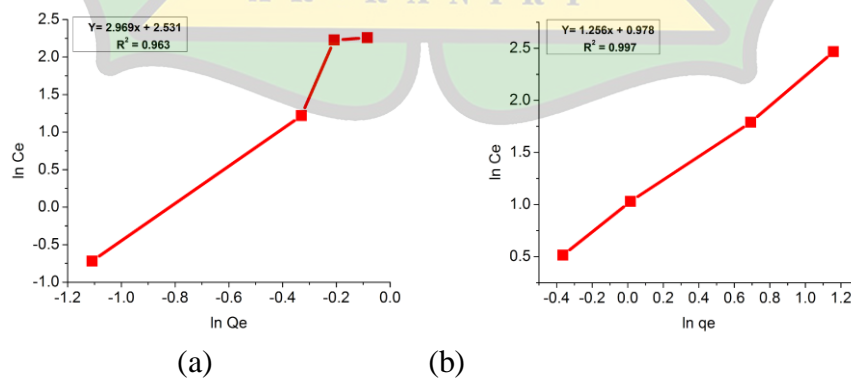 A R - R A N I R Y
Y= 2.969x + 2.531
R² = 0.963
2.5
2.0
1.5
1.0
0.5
0.0
-0.5
-1.0
ln Ce
-1.2 -1.0 -0.8 -0.6 -0.4 -0.2 0.0
ln Qe
(a)
Y= 1.256x + 0.978
R² = 0.997
2.5
2.0
1.5
1.0
0.5
ln Ce
-0.4 -0.2 0.0 0.2 0.4 0.6 0.8 1.0 1.2
ln qe
(b)